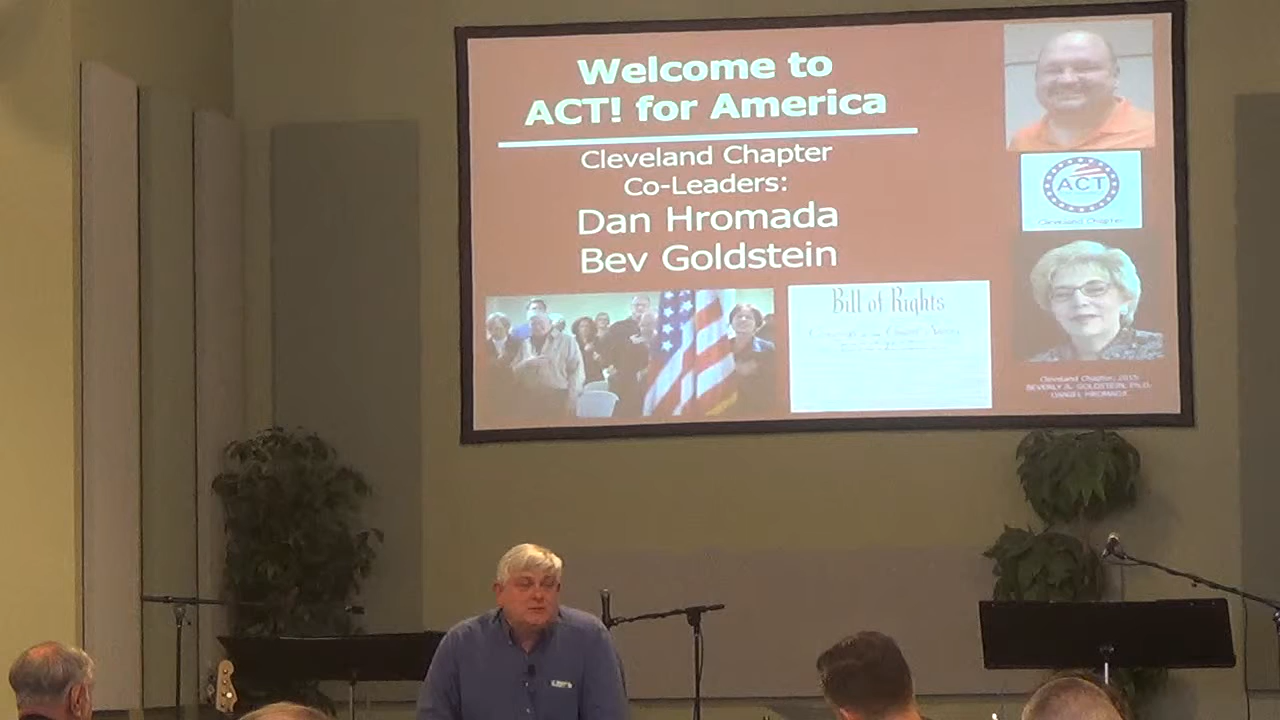 Welcome to
ACT! for America
Cleveland Chapter
Co-Leaders:
Dan Hromada
Bev Goldstein
ACT
Cleveland Chapter
Bill of Rights
Cleveland Chapter, 2015
BEVERLY A. GOLDSTEIN, Ph.D.
DANIEL HROMADA